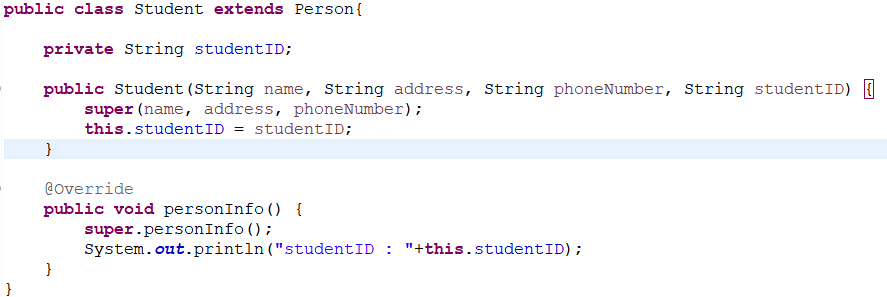 public class Student extends Person{
private String studentID;
public Student(String name, String address, String phoneNumber, String studentID) {
super(name, address, phoneNumber);
this.studentID = studentID;
}
@Override
public void personInfo() {
super.personInfo();
System.out.println("studentID : "+this.studentID);
}
}